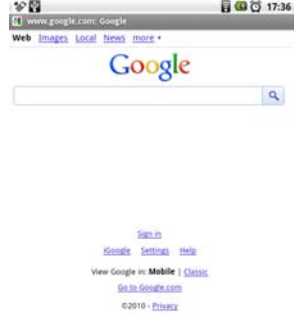 17:36
www.google.com: Google
Web Images Local News more
Google
Sign in
iGoogle Settings Help
View Google in: Mobile | Classic
Go to Google.com
©2010 - Privacy